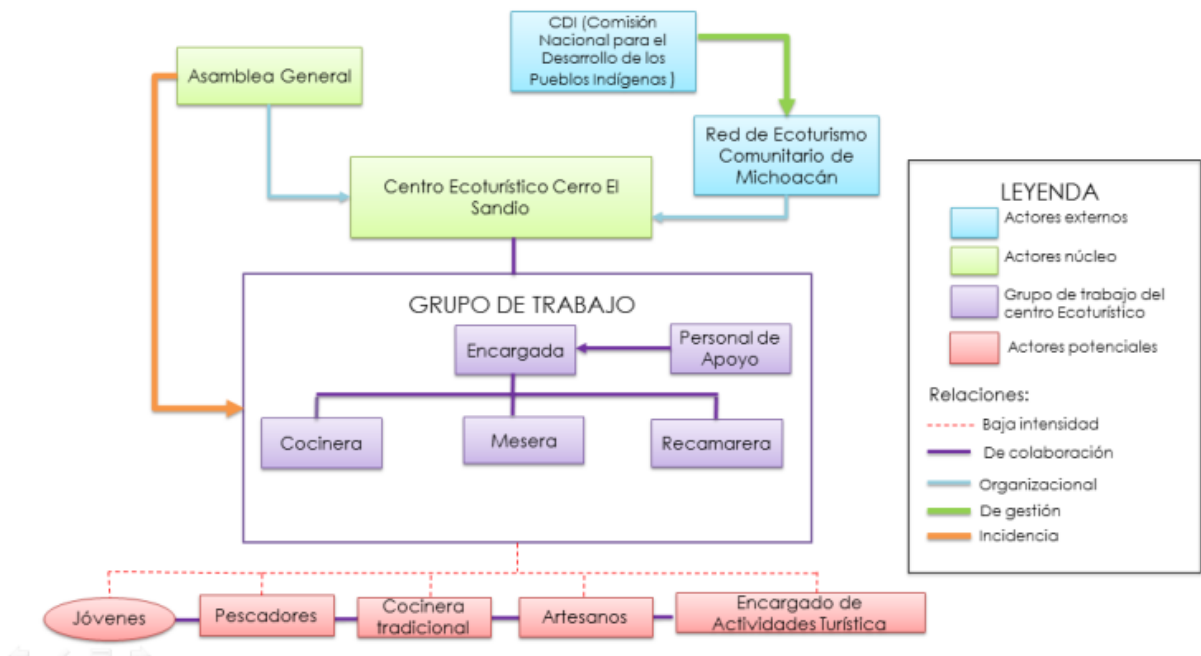 CDI (Comisión
Nacional para el
Desarrollo de los
Pueblos Indígenas )
Asamblea General
Red de Ecoturismo
Comunitario de
Michoacán
Centro Ecoturístico Cerro El
Sandio
GRUPO DE TRABAJO
Encargada
Personal de
Apoyo
Cocinera
Mesera
Recamarera
Jóvenes
Pescadores
Cocinera
tradicional
Artesanos
Encargado de
Actividades Turística
LEYENDA
Actores externos
Actores núcleo
Grupo de trabajo del
centro Ecoturístico
Actores potenciales
Relaciones:
Baja intensidad
De colaboración
Organizacional
De gestión
Incidencia